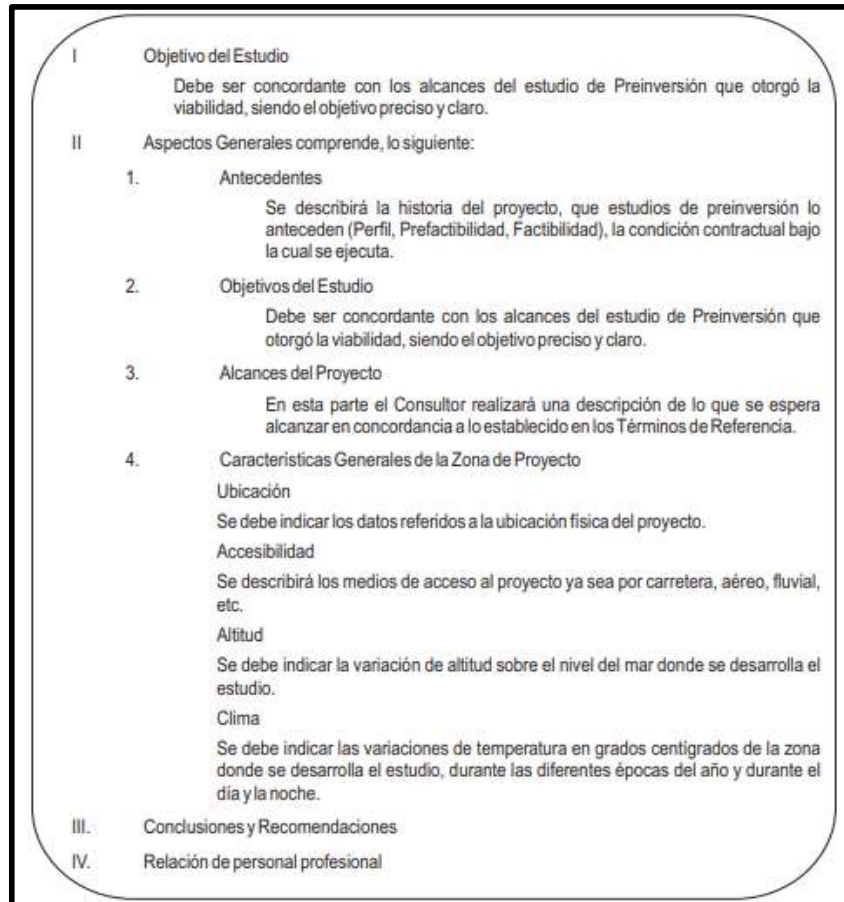 I Objetivo del Estudio
Debe ser concordante con los alcances del estudio de Preinversión que otorgó la
viabilidad, siendo el objetivo preciso y claro.
II Aspectos Generales comprende, lo siguiente:
1. Antecedentes
Se describirá la historia del proyecto, que estudios de preinversión lo
anteceden (Perfil, Prefactibilidad, Factibilidad), la condición contractual bajo
la cual se ejecuta.
2. Objetivos del Estudio
Debe ser concordante con los alcances del estudio de Preinversión que
otorgó la viabilidad, siendo el objetivo preciso y claro.
3. Alcances del Proyecto
En esta parte el Consultor realizará una descripción de lo que se espera
alcanzar en concordancia a lo establecido en los Términos de Referencia.
4. Características Generales de la Zona de Proyecto
Ubicación
Se debe indicar los datos referidos a la ubicación física del proyecto.
Accesibilidad
Se describirá los medios de acceso al proyecto ya sea por carretera, aéreo, fluvial,
etc.
Altitud
Se debe indicar la variación de altitud sobre el nivel del mar donde se desarrolla el
estudio.
Clima
Se debe indicar las variaciones de temperatura en grados centígrados de la zona
donde se desarrolla el estudio, durante las diferentes épocas del año y durante el
día y la noche.
III. Conclusiones y Recomendaciones
IV. Relación de personal profesional